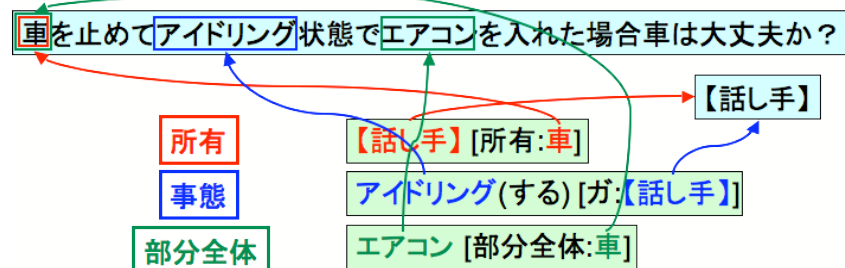 車を止めてアイドリング状態でエアコンを入れた場合車は大丈夫か？
【話し手】
所有 【話し手】[所有:車]
事態 アイドリング(する)[ガ:【話し手】]
部分全体 エアコン [部分全体:車]